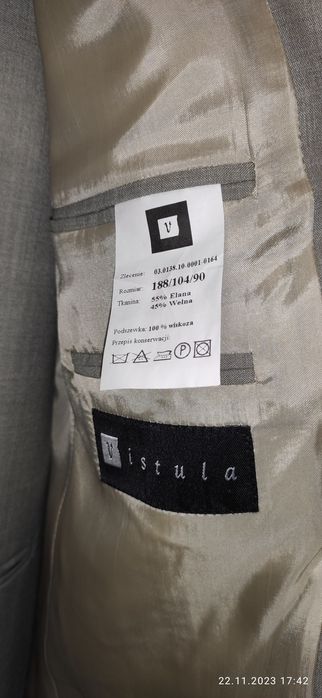 V
Zlecenie: 03.0138.10-0001-0164
Rozmiar: 188/104/90
Tkanina: 55% Elana
45% Wełna
Podszewka: 100 % wiskoza
Przepis konserwacji:
P
Vistula
22.11.2023 17:42